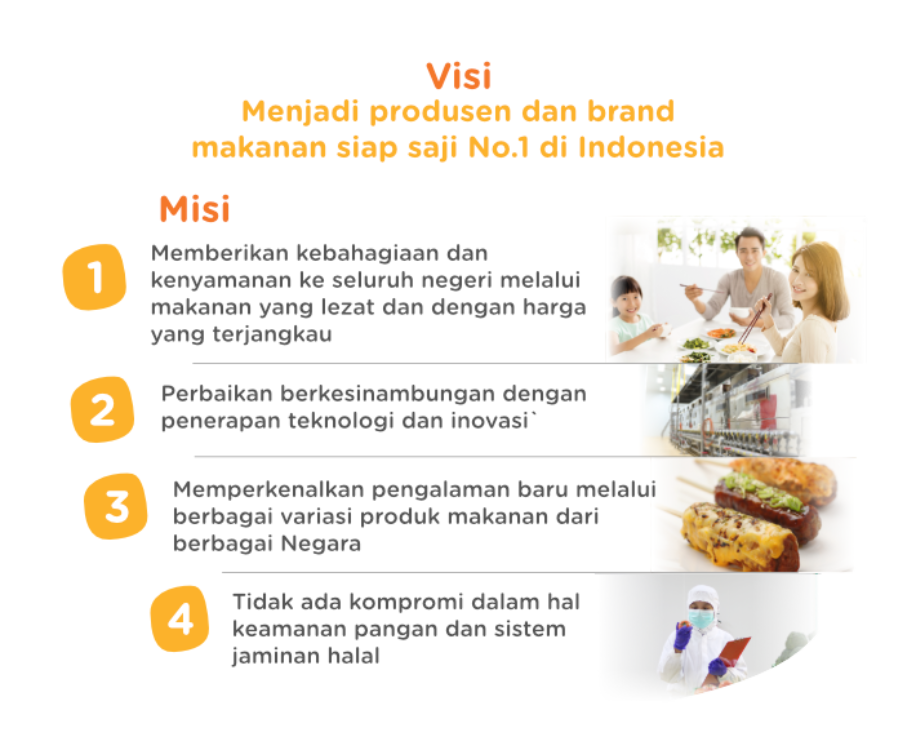 Visi
Menjadi produsen dan brand
makanan siap saji No.1 di Indonesia
Misi
1
Memberikan kebahagiaan dan
kenyamanan ke seluruh negeri melalui
makanan yang lezat dan dengan harga
yang terjangkau
2
Perbaikan berkesinambungan dengan
penerapan teknologi dan inovasi`
3
Memperkenalkan pengalaman baru melalui
berbagai variasi produk makanan dari
berbagai Negara
4
Tidak ada kompromi dalam hal
keamanan pangan dan sistem
jaminan halal